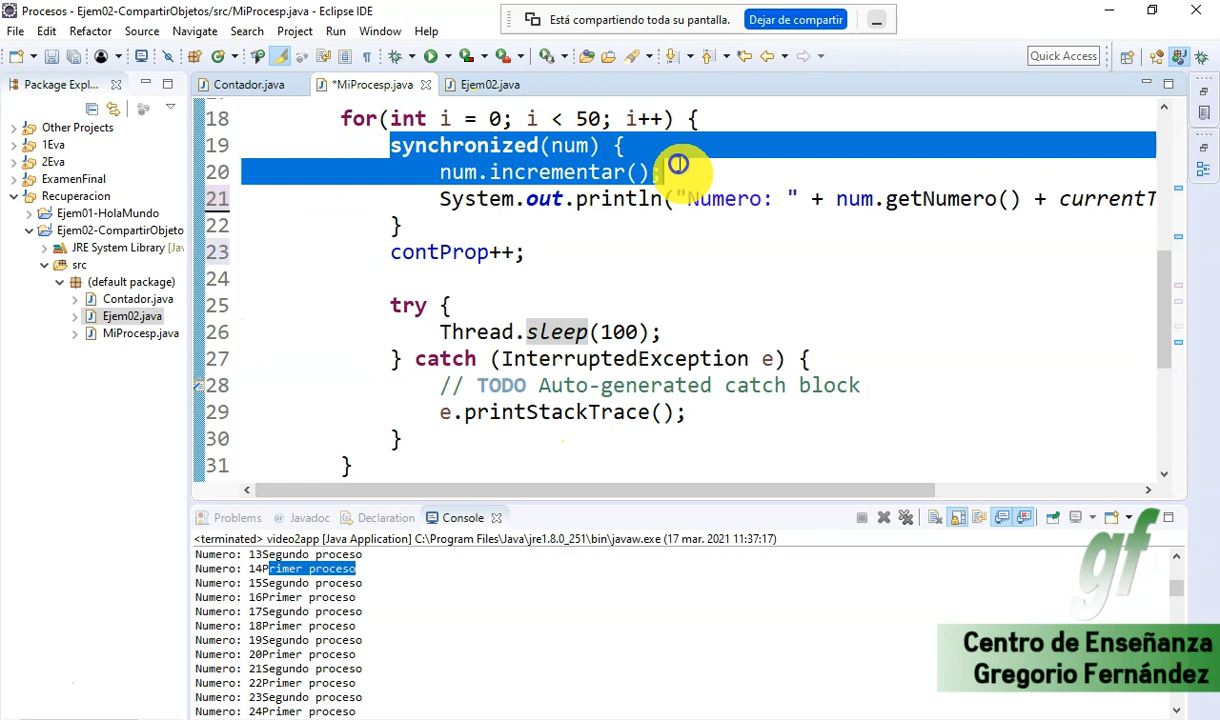 Procesos - Ejem02-CompartirObjetos/src/MiProcesp.java - Eclipse IDE
Está compartiendo toda su pantalla.
Dejar de compartir
File Edit Refactor Source Navigate Search Project Run Window Help
Quick Access
Package Expl...
Contador.java
*MiProcesp.java
Ejem02.java
Other Projects
1Eva
2Eva
ExamenFinal
Recuperacion
Ejem01-HolaMundo
Ejem02-CompartirObjeto
JRE System Library [Jav
src
(default package)
Contador.java
Ejem02.java
MiProcesp.java
18 for(int i = 0; i < 50; i++) {
19 synchronized(num) {
20 num.incrementar();
21 System.out.println("Numero: " + num.getNumero() + currentT
22 }
23 contProp++;
24
25 try {
26 Thread.sleep(100);
27 } catch (InterruptedException e) {
28 // TODO Auto-generated catch block
29 e.printStackTrace();
30 }
31 }
Problems @ Javadoc Declaration Console
<terminated> video2app [Java Application] C:\Program Files\Java\jre1.8.0_251\bin\javaw.exe (17 mar. 2021 11:37:17)
Numero: 13Segundo proceso
Numero: 14Primer proceso
Numero: 15Segundo proceso
Numero: 16Primer proceso
Numero: 17Segundo proceso
Numero: 18Primer proceso
Numero: 19Segundo proceso
Numero: 20Primer proceso
Numero: 21Segundo proceso
Numero: 22Primer proceso
Numero: 23Segundo proceso
Numero: 24Primer proceso
gf
Centro de Enseñanza
Gregorio Fernández